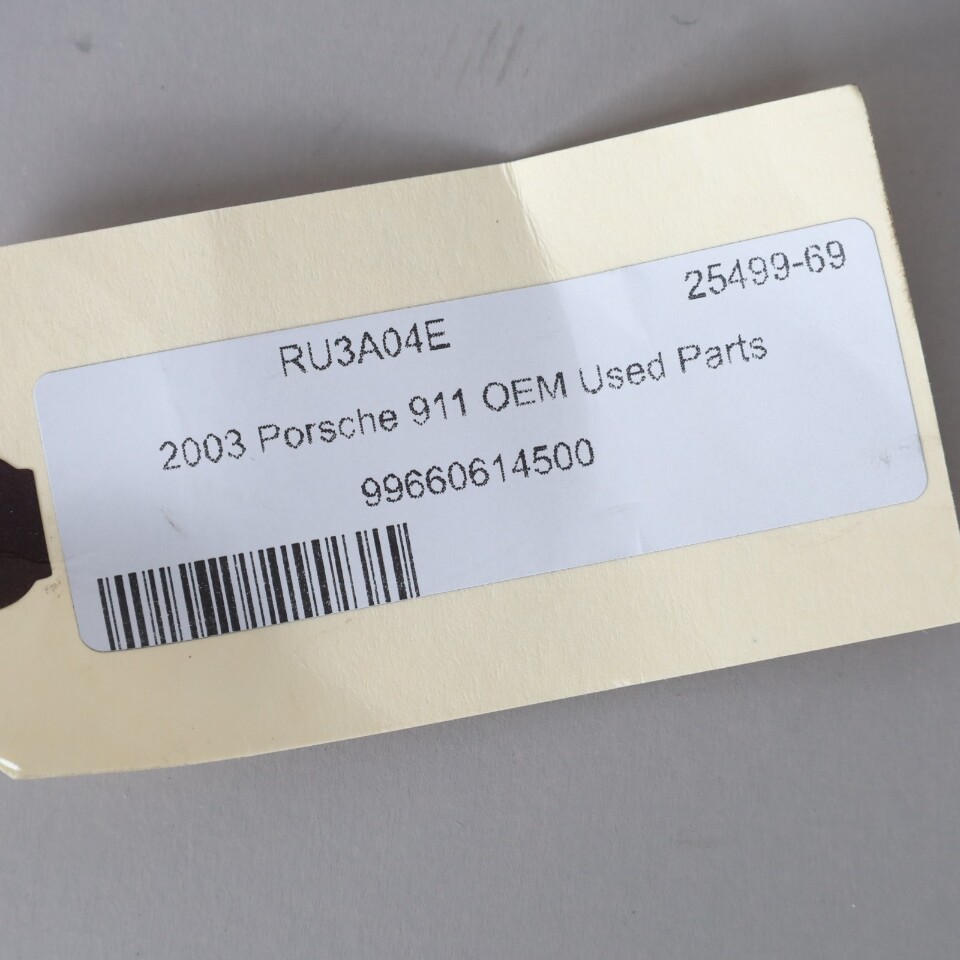 25499-69
RU3A04E
2003 Porsche 911 OEM Used Parts
99660614500